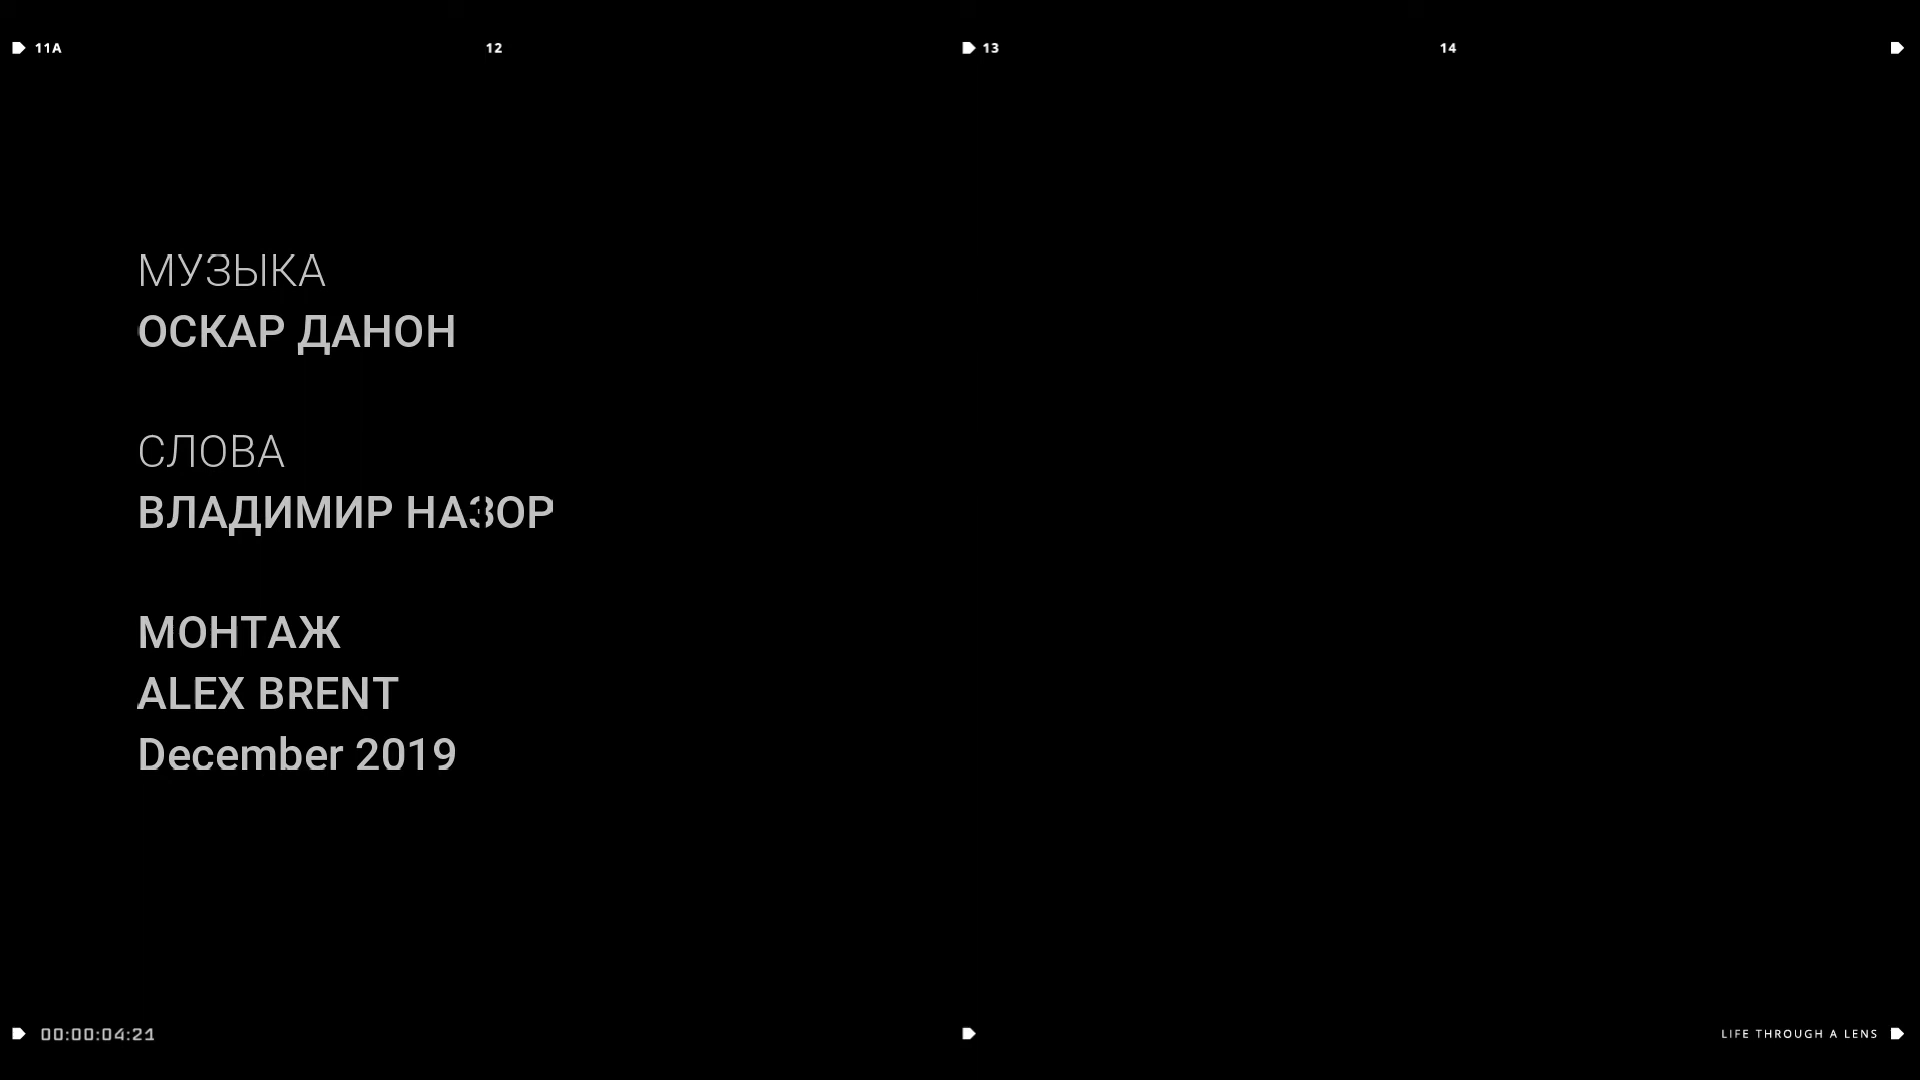 11A 12 13 14
МУЗЫКА
ОСКАР ДАНОН
СЛОВА
ВЛАДИМИР НАЗОР
МОНТАЖ
ALEX BRENT
December 2019
00:00:04:21
LIFE THROUGH A LENS